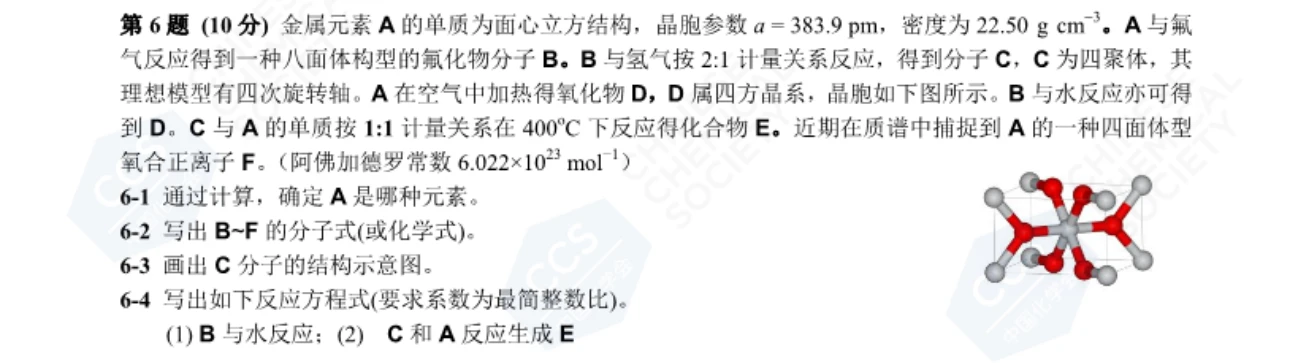 第 6 题 (10 分) 金属元素 A 的单质为面心立方结构，晶胞参数 a = 383.9 pm，密度为 22.50 g cm⁻³。A 与氟
气反应得到一种八面体构型的氟化物分子 B。B 与氢气按 2:1 计量关系反应，得到分子 C，C 为四聚体，其
理想模型有四次旋转轴。A 在空气中加热得氧化物 D，D 属四方晶系，晶胞如下图所示。B 与水反应亦可得
到 D。C 与 A 的单质按 1:1 计量关系在 400℃ 下反应得化合物 E。近期在质谱中捕捉到 A 的一种四面体型
氧合正离子 F。（阿佛加德罗常数 6.022×10²³ mol⁻¹）
6-1 通过计算，确定 A 是哪种元素。
6-2 写出 B~F 的分子式(或化学式)。
6-3 画出 C 分子的结构示意图。
6-4 写出如下反应方程式(要求系数为最简整数比)。
(1) B 与水反应；(2) C 和 A 反应生成 E
CCS
CCS
CCS
中国化学会
SOCIETY
SOCIETY